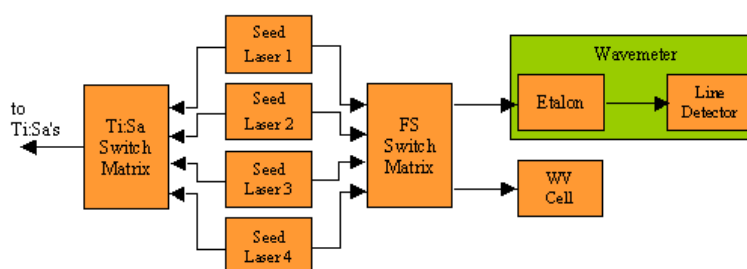 Seed
Laser 1
Wavemeter
to
Ti:Sa's
Ti:Sa
Switch
Matrix
Seed
Laser 2
FS
Switch
Matrix
Etalon
Line
Detector
Seed
Laser 3
WV
Cell
Seed
Laser 4